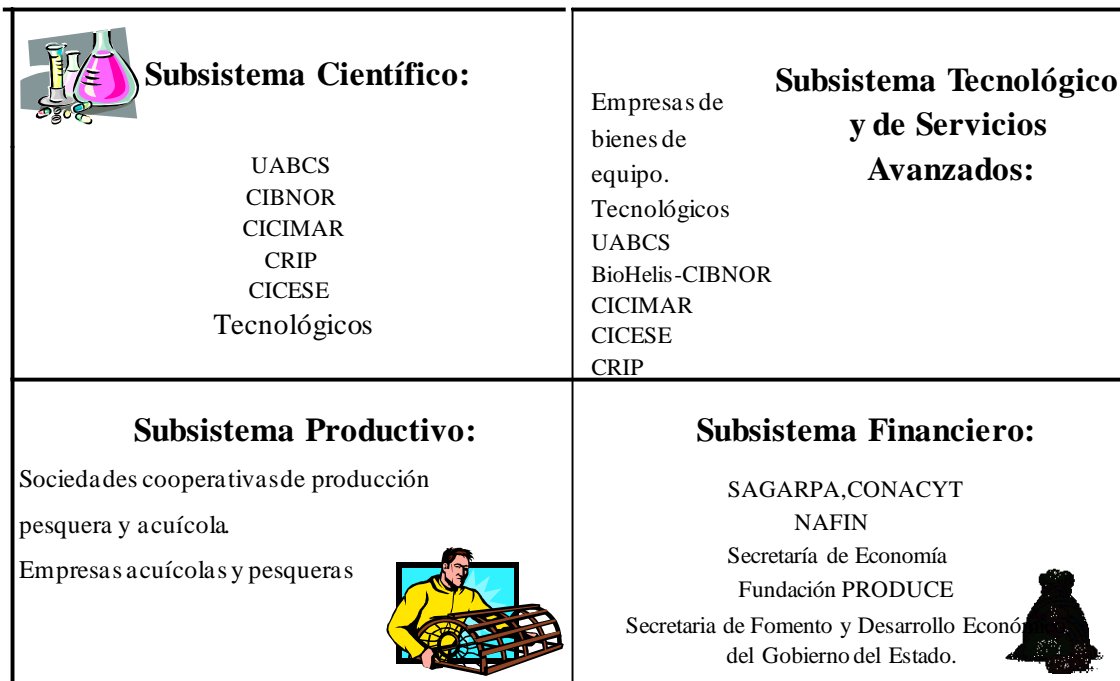 Subsistema Científico:
UABCS
CIBNOR
CICIMAR
CRIP
CICESE
Tecnológicos
Subsistema Tecnológico
y de Servicios
Avanzados:
Empresas de
bienes de
equipo.
Tecnológicos
UABCS
BioHelis-CIBNOR
CICIMAR
CICESE
CRIP
Subsistema Productivo:
Sociedades cooperativas de producción
pesquera y acuícola.
Empresas acuícolas y pesqueras
Subsistema Financiero:
SAGARPA,CONACYT
NAFIN
Secretaría de Economía
Fundación PRODUCE
Secretaria de Fomento y Desarrollo
del Gobierno del Estado.